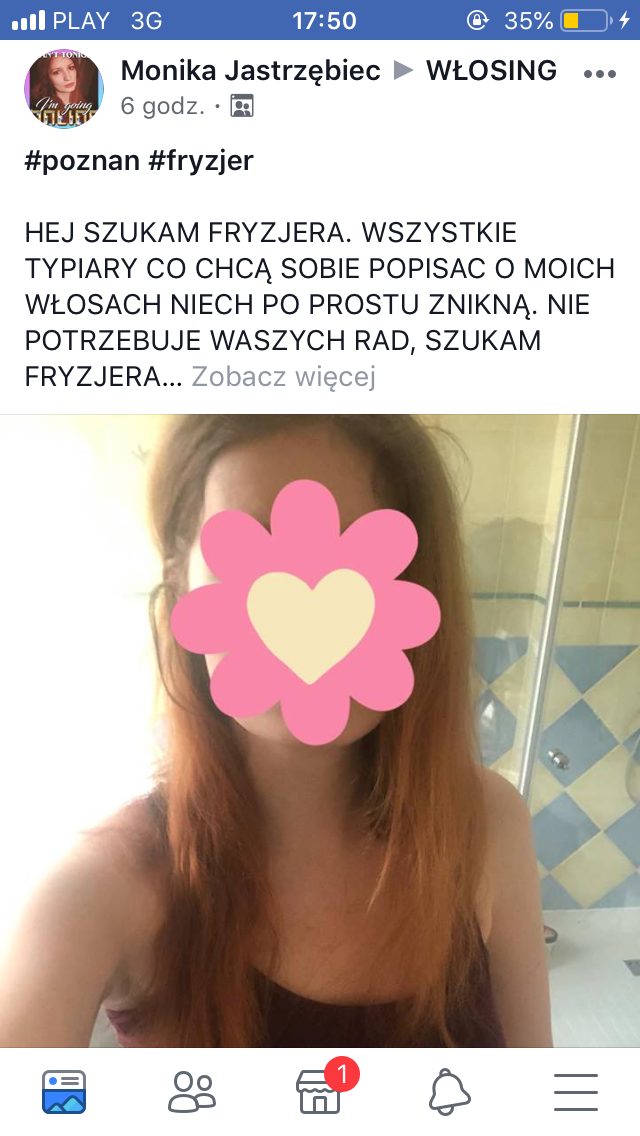 PLAY 3G 17:50 35%
Monika Jastrzębiec ▶ WŁOSING
6 godz. ·
#poznan #fryzjer
HEJ SZUKAM FRYZJERA. WSZYSTKIE
TYPIARY CO CHCĄ SOBIE POPISAC O MOICH
WŁOSACH NIECH PO PROSTU ZNIKNĄ. NIE
POTRZEBUJE WASZYCH RAD, SZUKAM
FRYZJERA... Zobacz więcej
1